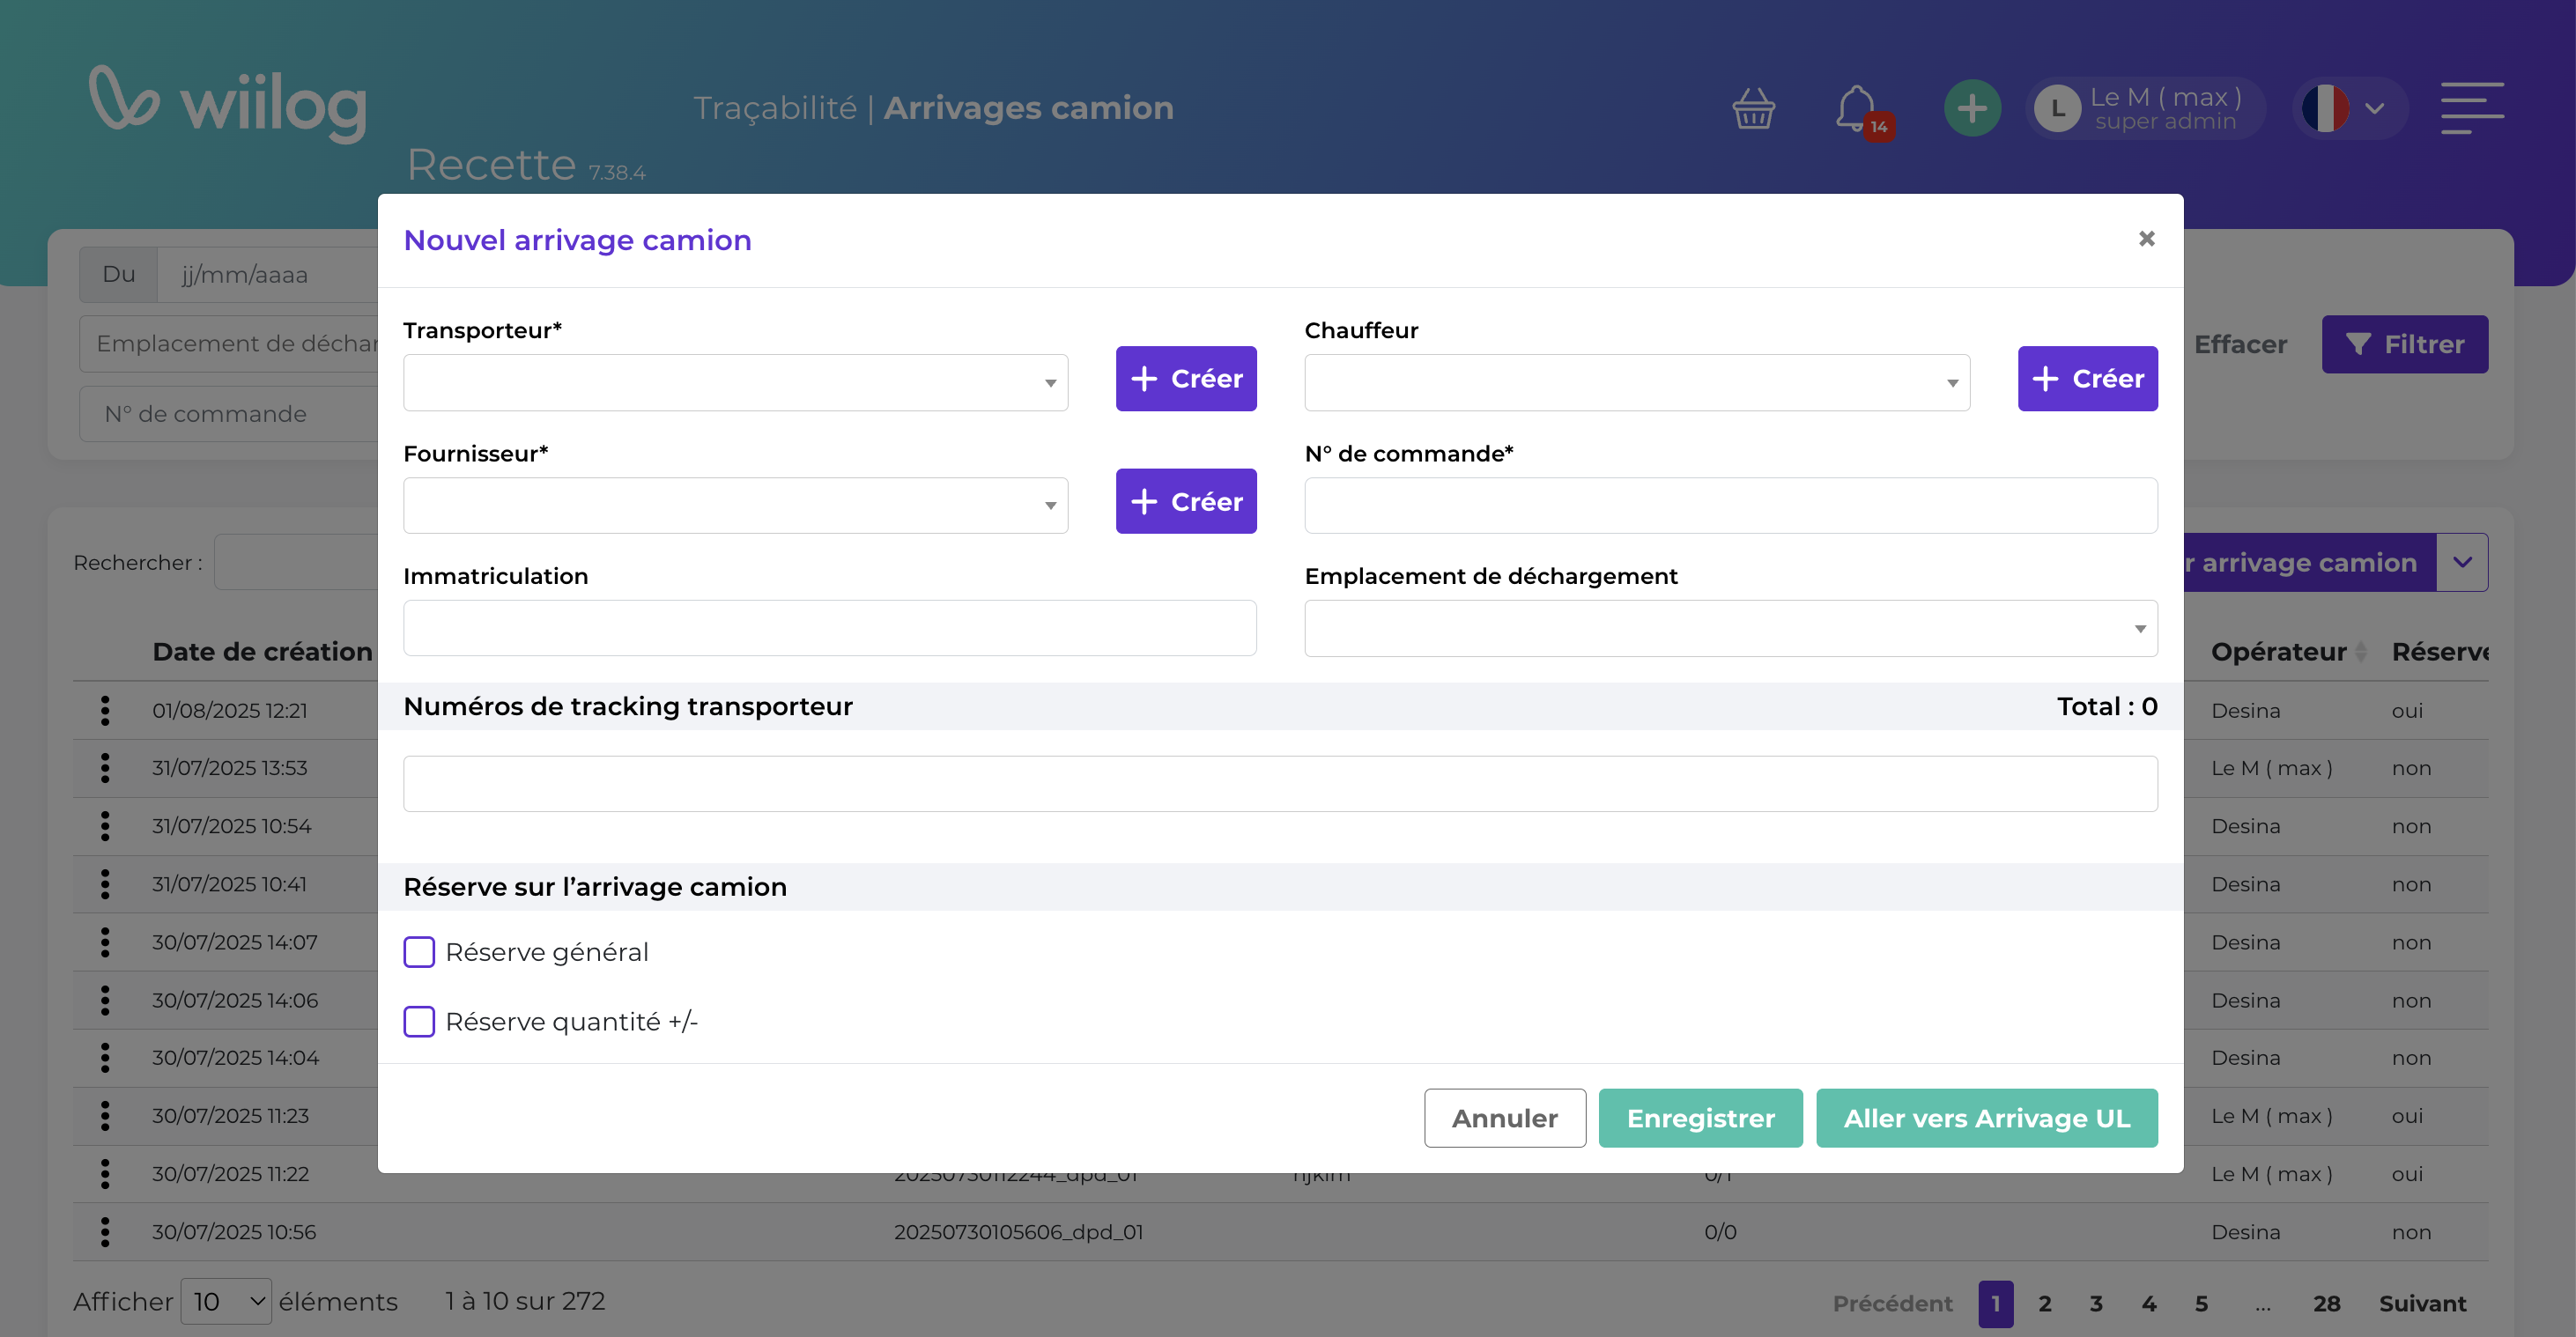 wiilog
Recette 7.38.4
Traçabilité | Arrivages camion
14
L
Le M ( max )
super admin
Du jj/mm/aaaa
Emplacement de déchar
N° de commande
Effacer
Filtrer
Nouvel arrivage camion
Transporteur*
Créer
Chauffeur
Créer
Fournisseur*
Créer
N° de commande*
Immatriculation
Emplacement de déchargement
Numéros de tracking transporteur Total : 0
Réserve sur l’arrivage camion
Réserve général
Réserve quantité +/-
Annuler Enregistrer Aller vers Arrivage UL
Rechercher :
r arrivage camion
Date de création Opérateur Réserve
01/08/2025 12:21 Desina oui
31/07/2025 13:53 Le M ( max ) non
31/07/2025 10:54 Desina non
31/07/2025 10:41 Desina non
30/07/2025 14:07 Desina non
30/07/2025 14:06 Desina non
30/07/2025 14:04 Desina non
30/07/2025 11:23 Le M ( max ) oui
30/07/2025 11:22 20250730112244_dpd_01 0/1 Le M ( max ) oui
30/07/2025 10:56 20250730105606_dpd_01 0/0 Desina non
Afficher 10 éléments 1 à 10 sur 272
Précédent 1 2 3 4 5 ... 28 Suivant